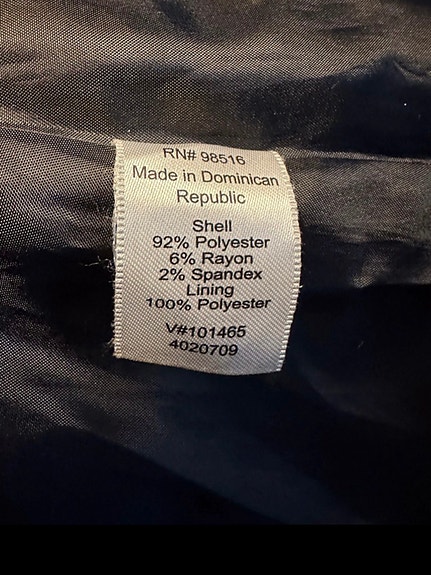 RN# 98516
Made in Dominican
Republic
Shell
92% Polyester
6% Rayon
2% Spandex
Lining
100% Polyester
V#101465
4020709